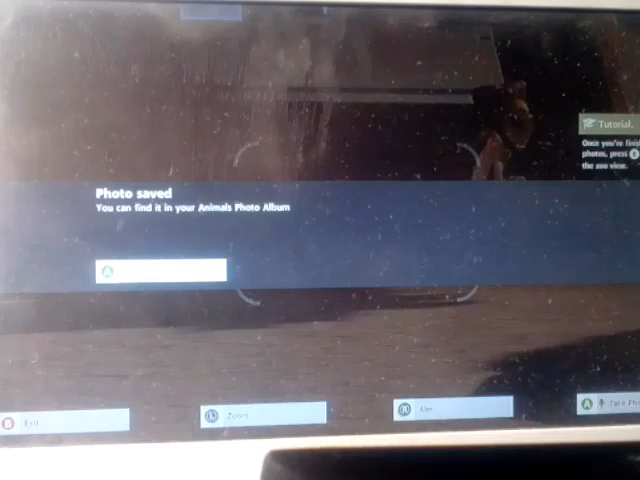 Tutorial.
Once you're finis
photos, press B
the zoo view.
Photo saved
You can find it in your Animals Photo Album
A
B Exit
L Zoom
R Aim
A Take Pho